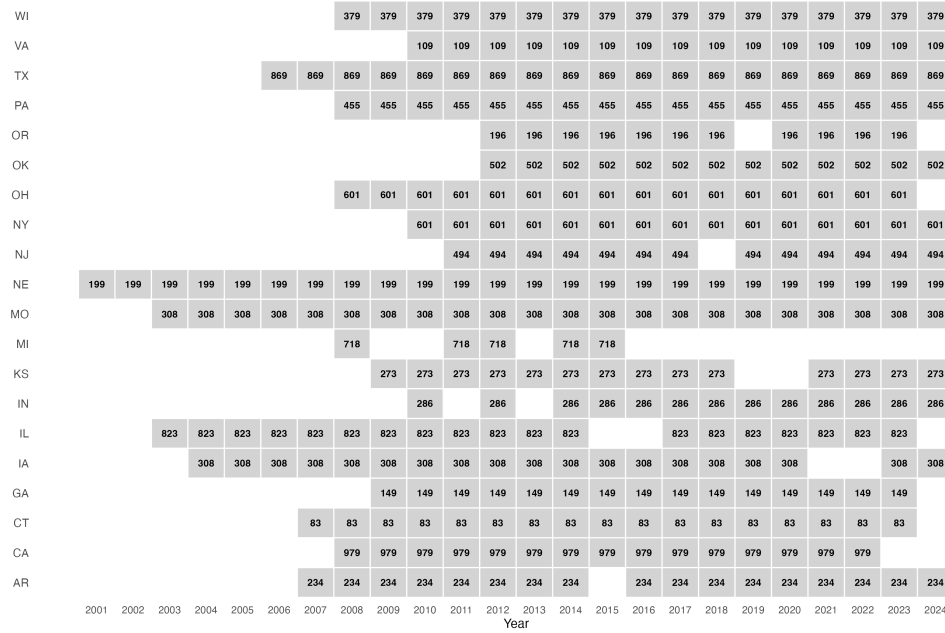 WI 379 379 379 379 379 379 379 379 379 379 379 379 379 379 379 379 379
VA 109 109 109 109 109 109 109 109 109 109 109 109 109 109 109
TX 869 869 869 869 869 869 869 869 869 869 869 869 869 869 869 869 869 869 869
PA 455 455 455 455 455 455 455 455 455 455 455 455 455 455 455 455 455
OR 196 196 196 196 196 196 196 196 196 196 196
OK 502 502 502 502 502 502 502 502 502 502 502 502 502
OH 601 601 601 601 601 601 601 601 601 601 601 601 601 601 601 601
NY 601 601 601 601 601 601 601 601 601 601 601 601 601 601 601
NJ 494 494 494 494 494 494 494 494 494 494 494 494 494
NE 199 199 199 199 199 199 199 199 199 199 199 199 199 199 199 199 199 199 199 199 199 199 199 199
MO 308 308 308 308 308 308 308 308 308 308 308 308 308 308 308 308 308 308 308 308 308 308
MI 718 718 718 718 718
KS 273 273 273 273 273 273 273 273 273 273 273 273 273 273
IN 286 286 286 286 286 286 286 286 286 286 286 286 286
IL 823 823 823 823 823 823 823 823 823 823 823 823 823 823 823 823 823 823 823
IA 308 308 308 308 308 308 308 308 308 308 308 308 308 308 308 308 308 308 308
GA 149 149 149 149 149 149 149 149 149 149 149 149 149 149 149
CT 83 83 83 83 83 83 83 83 83 83 83 83 83 83 83 83 83
CA 979 979 979 979 979 979 979 979 979 979 979 979 979 979 979
AR 234 234 234 234 234 234 234 234 234 234 234 234 234 234 234 234 234
2001 2002 2003 2004 2005 2006 2007 2008 2009 2010 2011 2012 2013 2014 2015 2016 2017 2018 2019 2020 2021 2022 2023 2024
Year